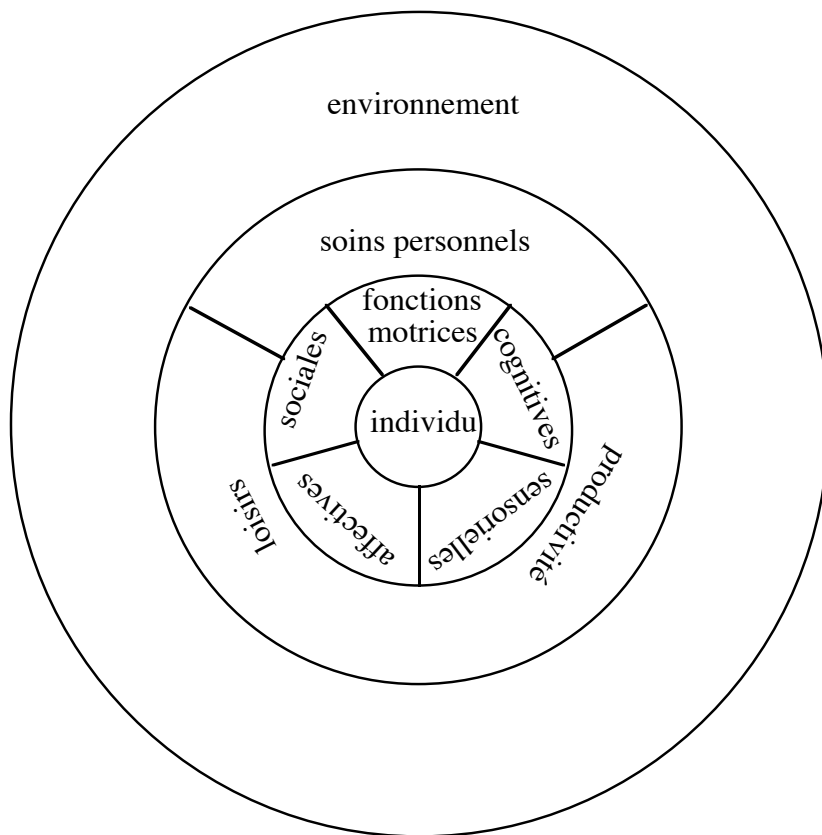 environnement
soins personnels
fonctions
motrices
sociales
cognitives
individu
affectives
sensorielles
loisirs
productivité